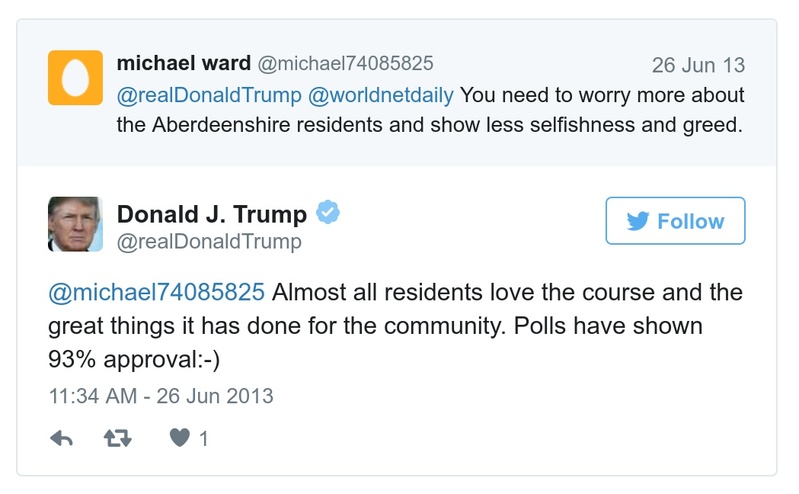 michael ward @michael74085825 26 Jun 13
@realDonaldTrump @worldnetdaily You need to worry more about
the Aberdeenshire residents and show less selfishness and greed.
Donald J. Trump
@realDonaldTrump
Follow
@michael74085825 Almost all residents love the course and the
great things it has done for the community. Polls have shown
93% approval:-)
11:34 AM - 26 Jun 2013
1